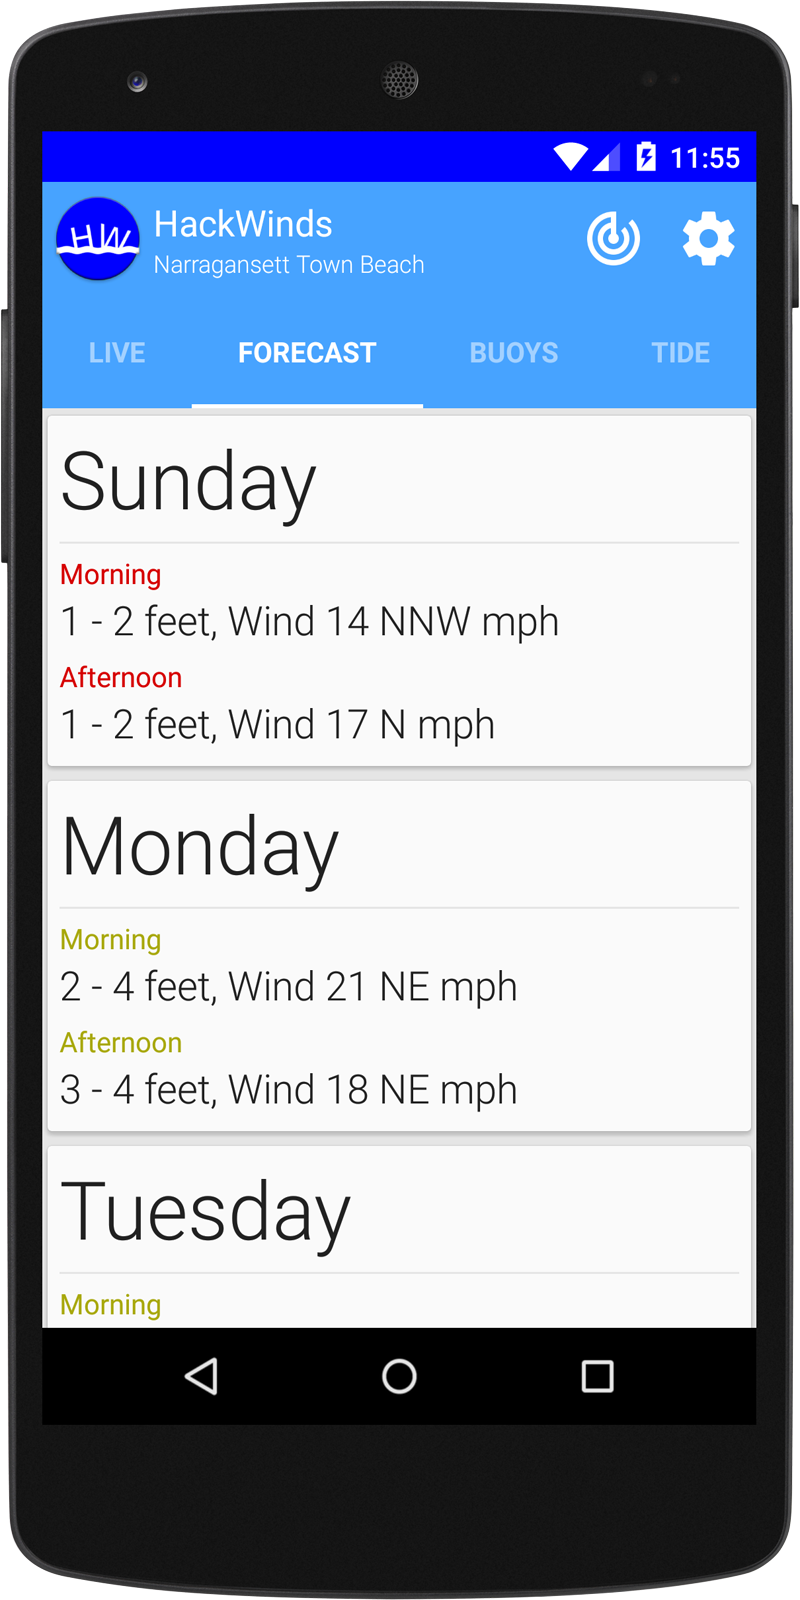 11:55
HW
HackWinds
Narragansett Town Beach
LIVE FORECAST BUOYS TIDE
Sunday
Morning
1 - 2 feet, Wind 14 NNW mph
Afternoon
1 - 2 feet, Wind 17 N mph
Monday
Morning
2 - 4 feet, Wind 21 NE mph
Afternoon
3 - 4 feet, Wind 18 NE mph
Tuesday
Morning